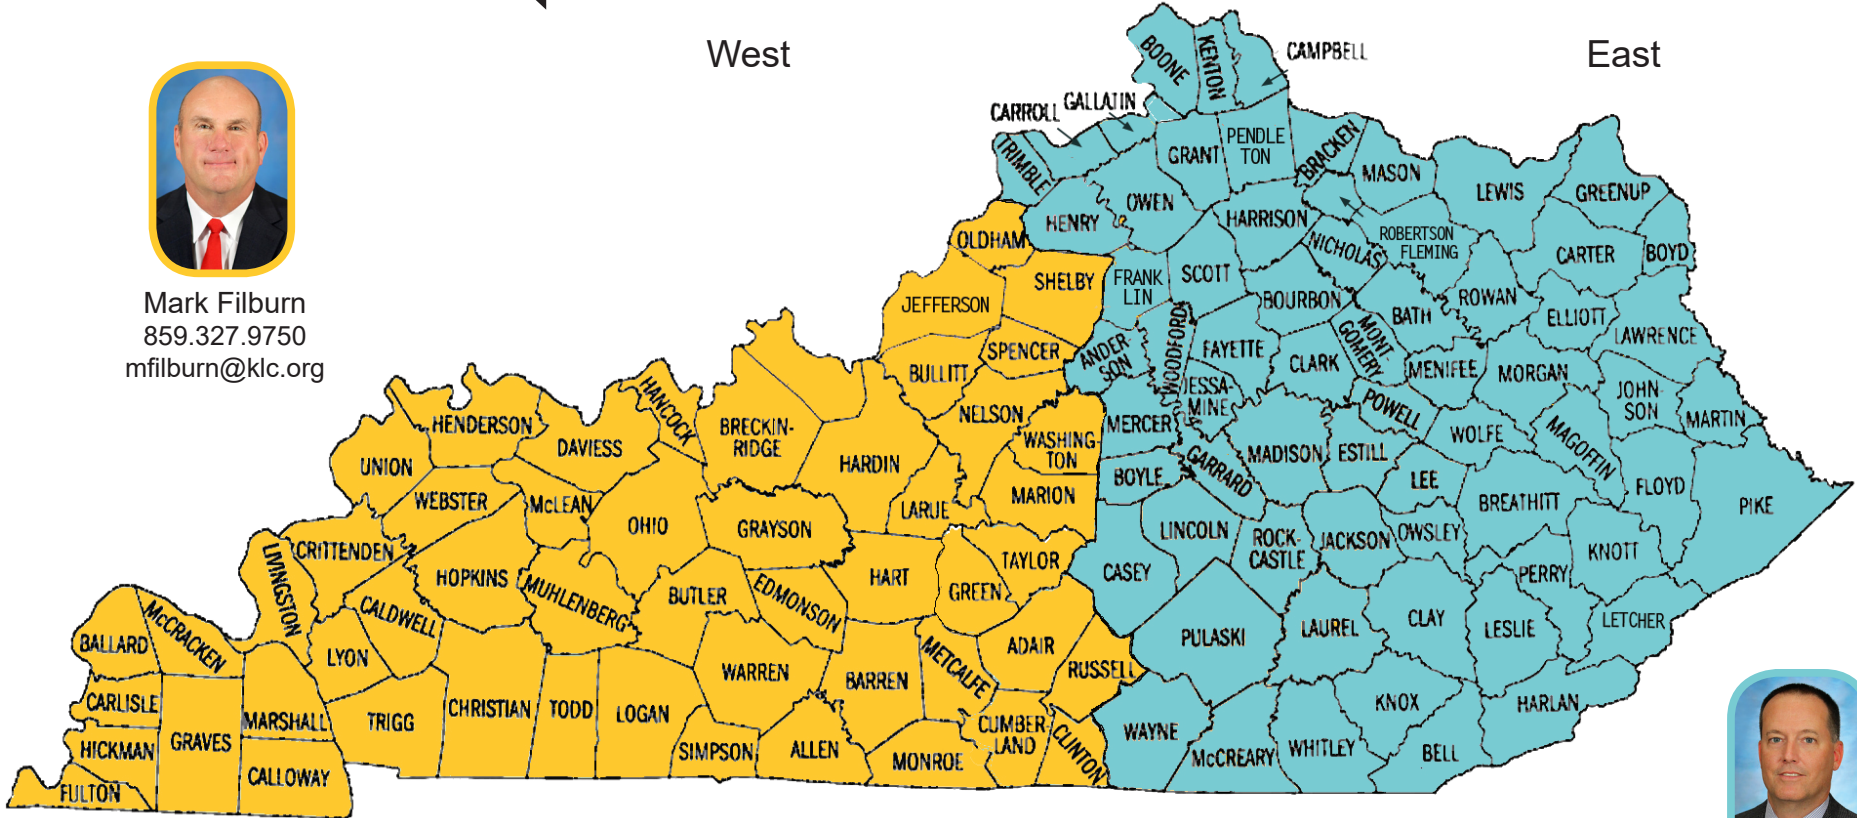 West
East
Mark Filburn
859.327.9750
mfilburn@klc.org
BOONE
KENTON
CAMPBELL
CARROLL
GALLATIN
TRIMBLE
GRANT
PENDLE
TON
BRACKEN
MASON
LEWIS
GREENUP
HENRY
OWEN
HARRISON
ROBERTSON
FLEMING
NICHOLAS
CARTER
BOYD
OLDHAM
SHELBY
FRANK
LIN
SCOTT
BOURBON
BATH
ROWAN
ELLIOTT
LAWRENCE
JEFFERSON
SPENCER
ANDER-
SON
WOODFORD
FAYETTE
CLARK
MONT-
GOMERY
MENIFEE
MORGAN
JOHN-
SON
MARTIN
BULLITT
NELSON
WASHING-
TON
MERCER
JESSA-
MINE
MADISON
ESTILL
POWELL
WOLFE
MAGOFFIN
FLOYD
PIKE
HANCOCK
BRECKIN-
RIDGE
HARDIN
LARUE
MARION
BOYLE
GARRARD
LEE
BREATHITT
HENDERSON
DAVIESS
UNION
WEBSTER
McLEAN
OHIO
GRAYSON
LINCOLN
ROCK-
CASTLE
JACKSON
OWSLEY
KNOTT
PERRY
LETCHER
LIVINGSTON
CRITTENDEN
HOPKINS
MUHLENBERG
BUTLER
EDMONSON
HART
GREEN
TAYLOR
CASEY
PULASKI
LAUREL
CLAY
LESLIE
BALLARD
McCRACKEN
LYON
CALDWELL
WARREN
BARREN
METCALFE
ADAIR
RUSSELL
CARLISLE
GRAVES
MARSHALL
TRIGG
CHRISTIAN
TODD
LOGAN
SIMPSON
ALLEN
MONROE
CUMBER-
LAND
CLINTON
WAYNE
McCREARY
WHITLEY
KNOX
BELL
HARLAN
HICKMAN
FULTON
CALLOWAY